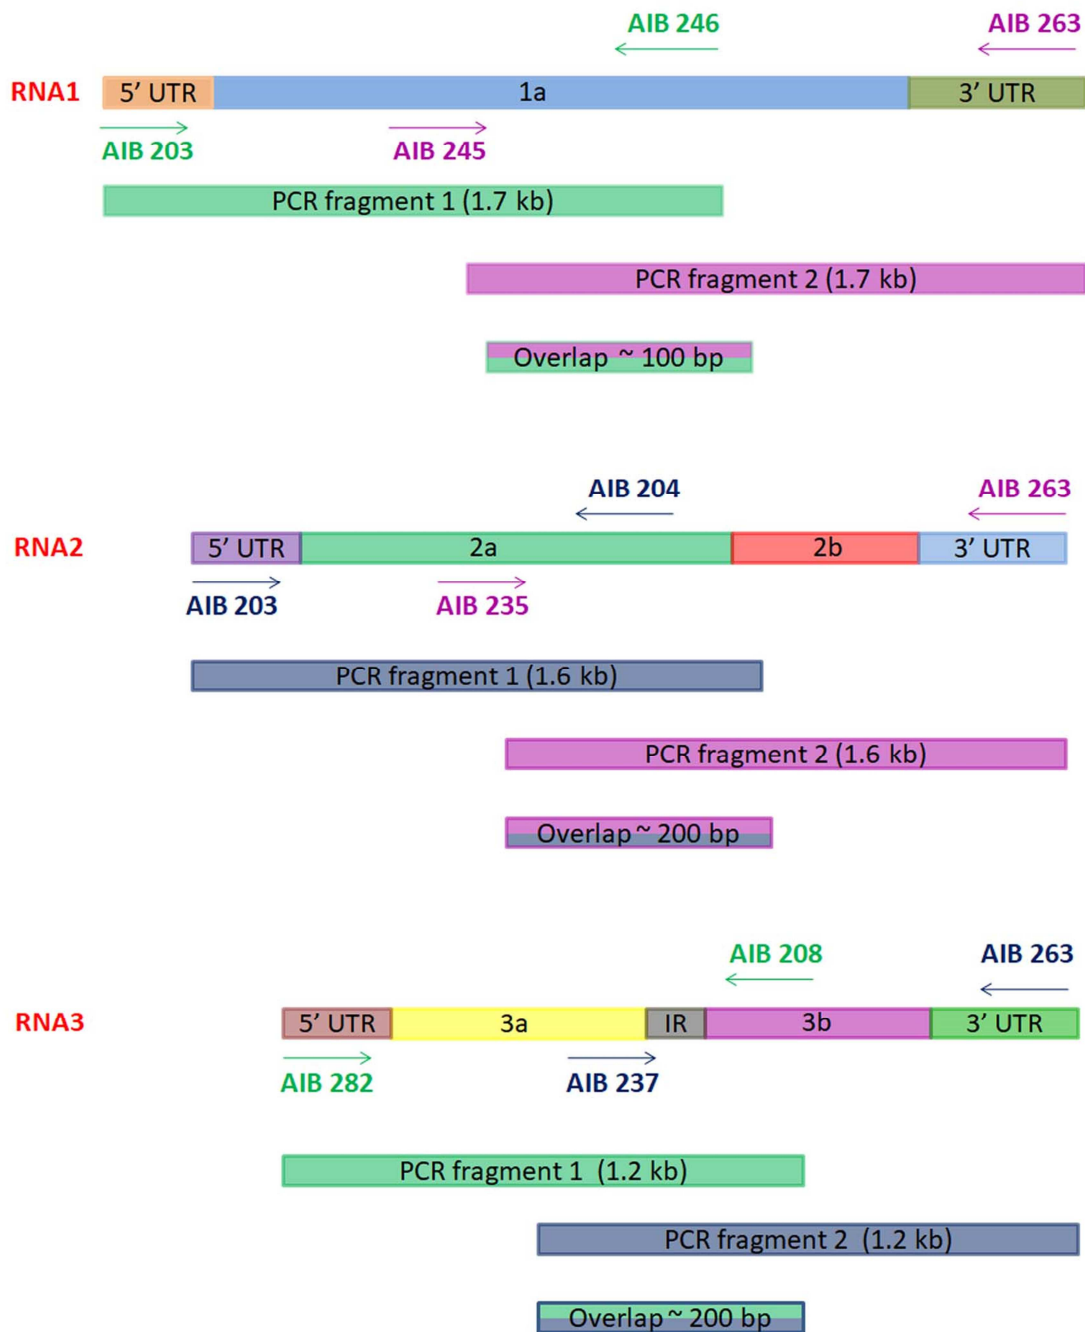 AIB 246
AIB 263
RNA1
5’ UTR
1a
3’ UTR
AIB 203
AIB 245
PCR fragment 1 (1.7 kb)
PCR fragment 2 (1.7 kb)
Overlap ~ 100 bp
AIB 204
AIB 263
RNA2
5’ UTR
2a
2b
3’ UTR
AIB 203
AIB 235
PCR fragment 1 (1.6 kb)
PCR fragment 2 (1.6 kb)
Overlap ~ 200 bp
AIB 208
AIB 263
RNA3
5’ UTR
3a
IR
3b
3’ UTR
AIB 282
AIB 237
PCR fragment 1 (1.2 kb)
PCR fragment 2 (1.2 kb)
Overlap ~ 200 bp